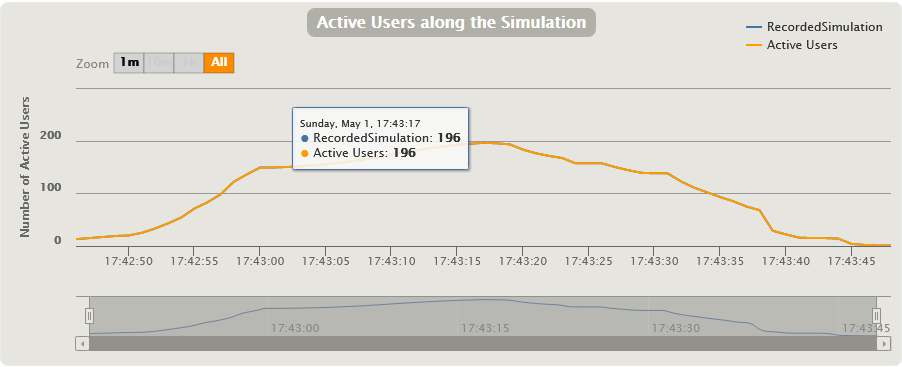 Active Users along the Simulation
RecordedSimulation
Active Users
Zoom 1m 10m 1h All
Number of Active Users
Sunday, May 1, 17:43:17
RecordedSimulation: 196
Active Users: 196
200
100
0
17:42:50 17:42:55 17:43:00 17:43:05 17:43:10 17:43:15 17:43:20 17:43:25 17:43:30 17:43:35 17:43:40 17:43:45
17:43:00 17:43:15 17:43:30 17:43:45